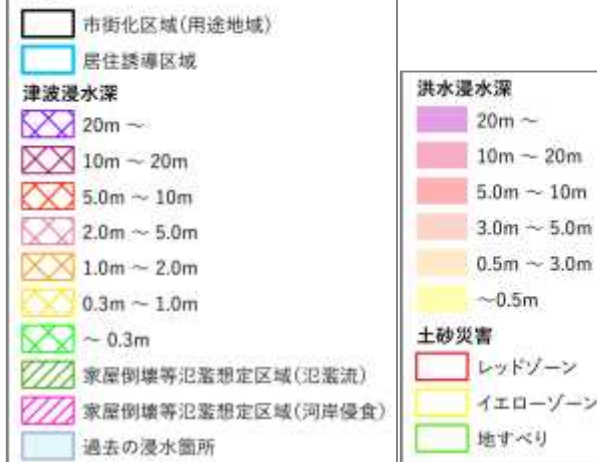 市街化区域(用途地域)
居住誘導区域
津波浸水深
20m ～
10m ～ 20m
5.0m ～ 10m
2.0m ～ 5.0m
1.0m ～ 2.0m
0.3m ～ 1.0m
～ 0.3m
家屋倒壊等氾濫想定区域(氾濫流)
家屋倒壊等氾濫想定区域(河岸侵食)
過去の浸水箇所
洪水浸水深
20m ～
10m ～ 20m
5.0m ～ 10m
3.0m ～ 5.0m
0.5m ～ 3.0m
～0.5m
土砂災害
レッドゾーン
イエローゾーン
地すべり